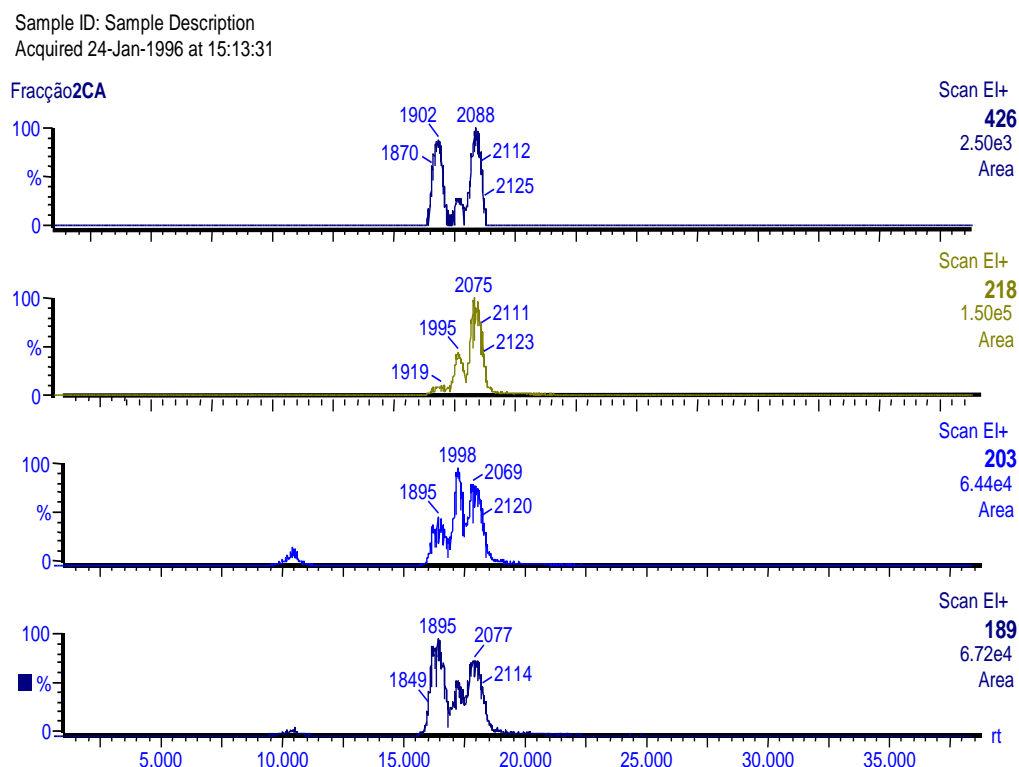 Sample ID: Sample Description
Acquired 24-Jan-1996 at 15:13:31
Fracção2CA
Scan EI+
426
2.50e3
Area
100
%
0
1902
2088
1870
2112
2125
Scan EI+
218
1.50e5
Area
100
%
0
2075
1995
2111
2123
1919
Scan EI+
203
6.44e4
Area
100
%
0
1998
2069
1895
2120
Scan EI+
189
6.72e4
Area
100
%
0
1895
2077
1849
2114
rt
5.000 10.000 15.000 20.000 25.000 30.000 35.000